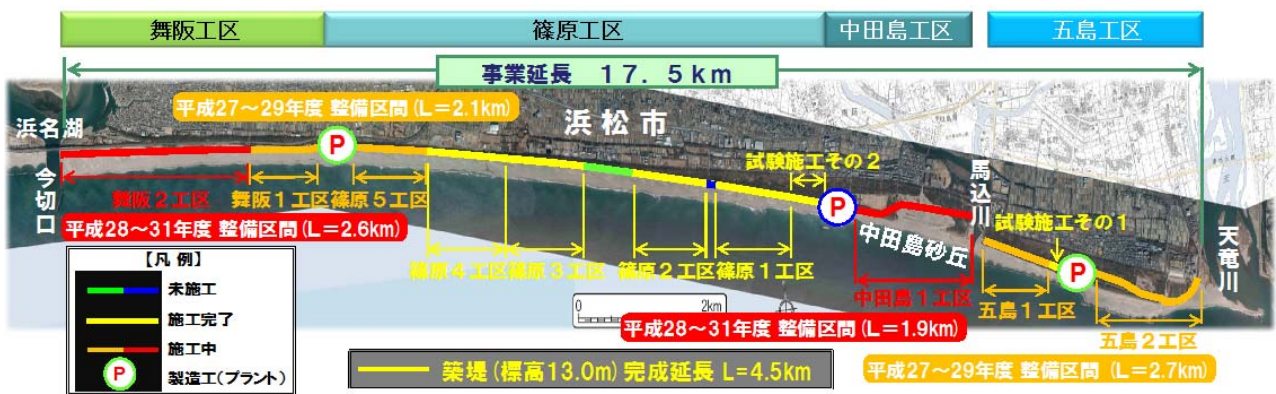 舞阪工区
篠原工区
中田島工区
五島工区
事業延長 17.5km
平成27～29年度 整備区間(L=2.1km)
浜名湖
浜松市
P
試験施工その2
馬込川
今切口
舞阪2工区
舞阪1工区
篠原5工区
P
試験施工その1
平成28～31年度 整備区間(L=2.6km)
中田島砂丘
P
天竜川
篠原4工区
篠原3工区
篠原2工区
篠原1工区
中田島1工区
五島1工区
五島2工区
【凡 例】
未施工
施工完了
施工中
P 製造工(プラント)
0 2km
平成28～31年度 整備区間(L=1.9km)
築堤(標高13.0m)完成延長 L=4.5km
平成27～29年度 整備区間 (L=2.7km)